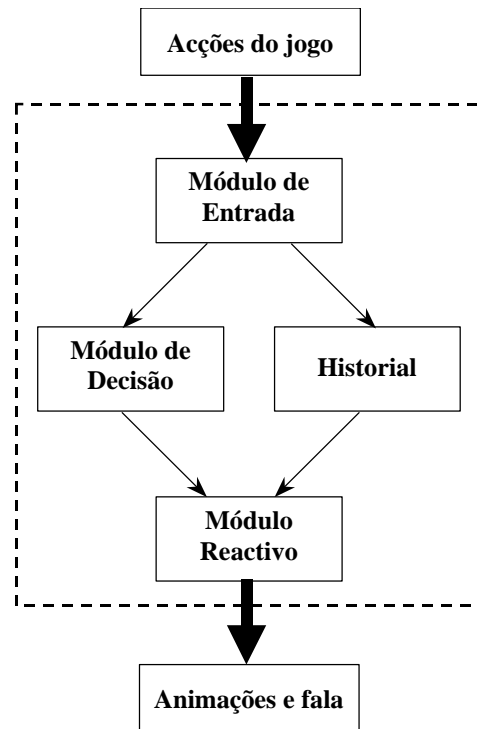 Acções do jogo
Módulo de
Entrada
Módulo de
Decisão
Historial
Módulo
Reactivo
Animações e fala